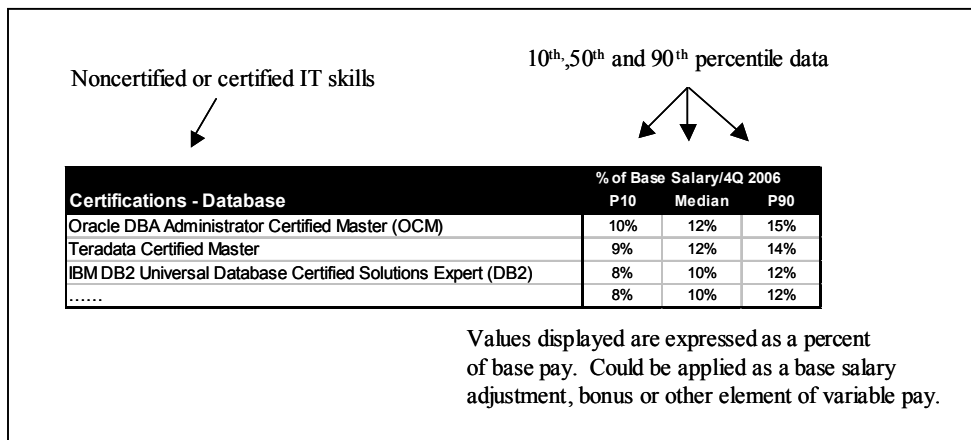 Noncertified or certified IT skills
10th,,50th and 90th percentile data
% of Base Salary/4Q 2006
Certifications - Database P10 Median P90
Oracle DBA Administrator Certified Master (OCM) 10% 12% 15%
Teradata Certified Master 9% 12% 14%
IBM DB2 Universal Database Certified Solutions Expert (DB2) 8% 10% 12%
...... 8% 10% 12%
Values displayed are expressed as a percent
of base pay. Could be applied as a base salary
adjustment, bonus or other element of variable pay.